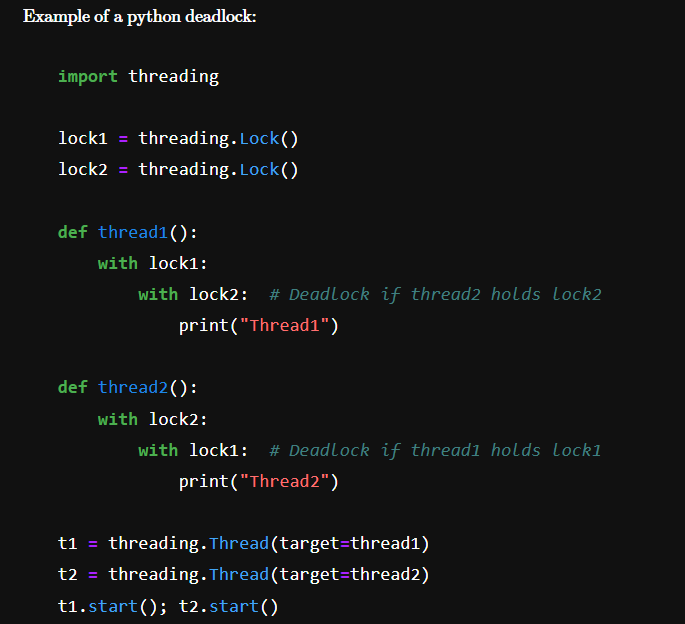 Example of a python deadlock:
import threading
lock1 = threading.Lock()
lock2 = threading.Lock()
def thread1():
    with lock1:
        with lock2:  # Deadlock if thread2 holds lock2
            print("Thread1")
def thread2():
    with lock2:
        with lock1:  # Deadlock if thread1 holds lock1
            print("Thread2")
t1 = threading.Thread(target=thread1)
t2 = threading.Thread(target=thread2)
t1.start(); t2.start()